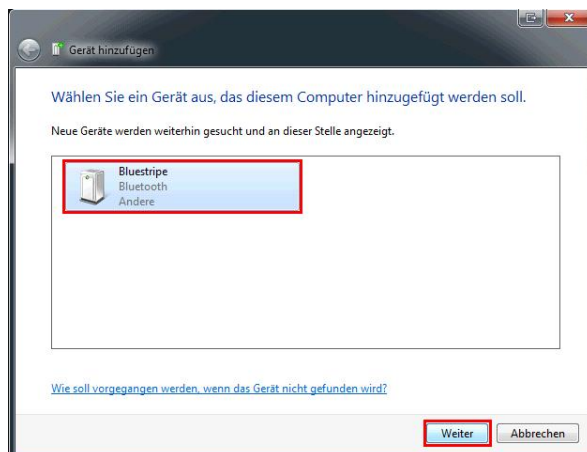 Gerät hinzufügen
Wählen Sie ein Gerät aus, das diesem Computer hinzugefügt werden soll.
Neue Geräte werden weiterhin gesucht und an dieser Stelle angezeigt.
Bluestripe
Bluetooth
Andere
Wie soll vorgegangen werden, wenn das Gerät nicht gefunden wird?
Weiter Abbrechen